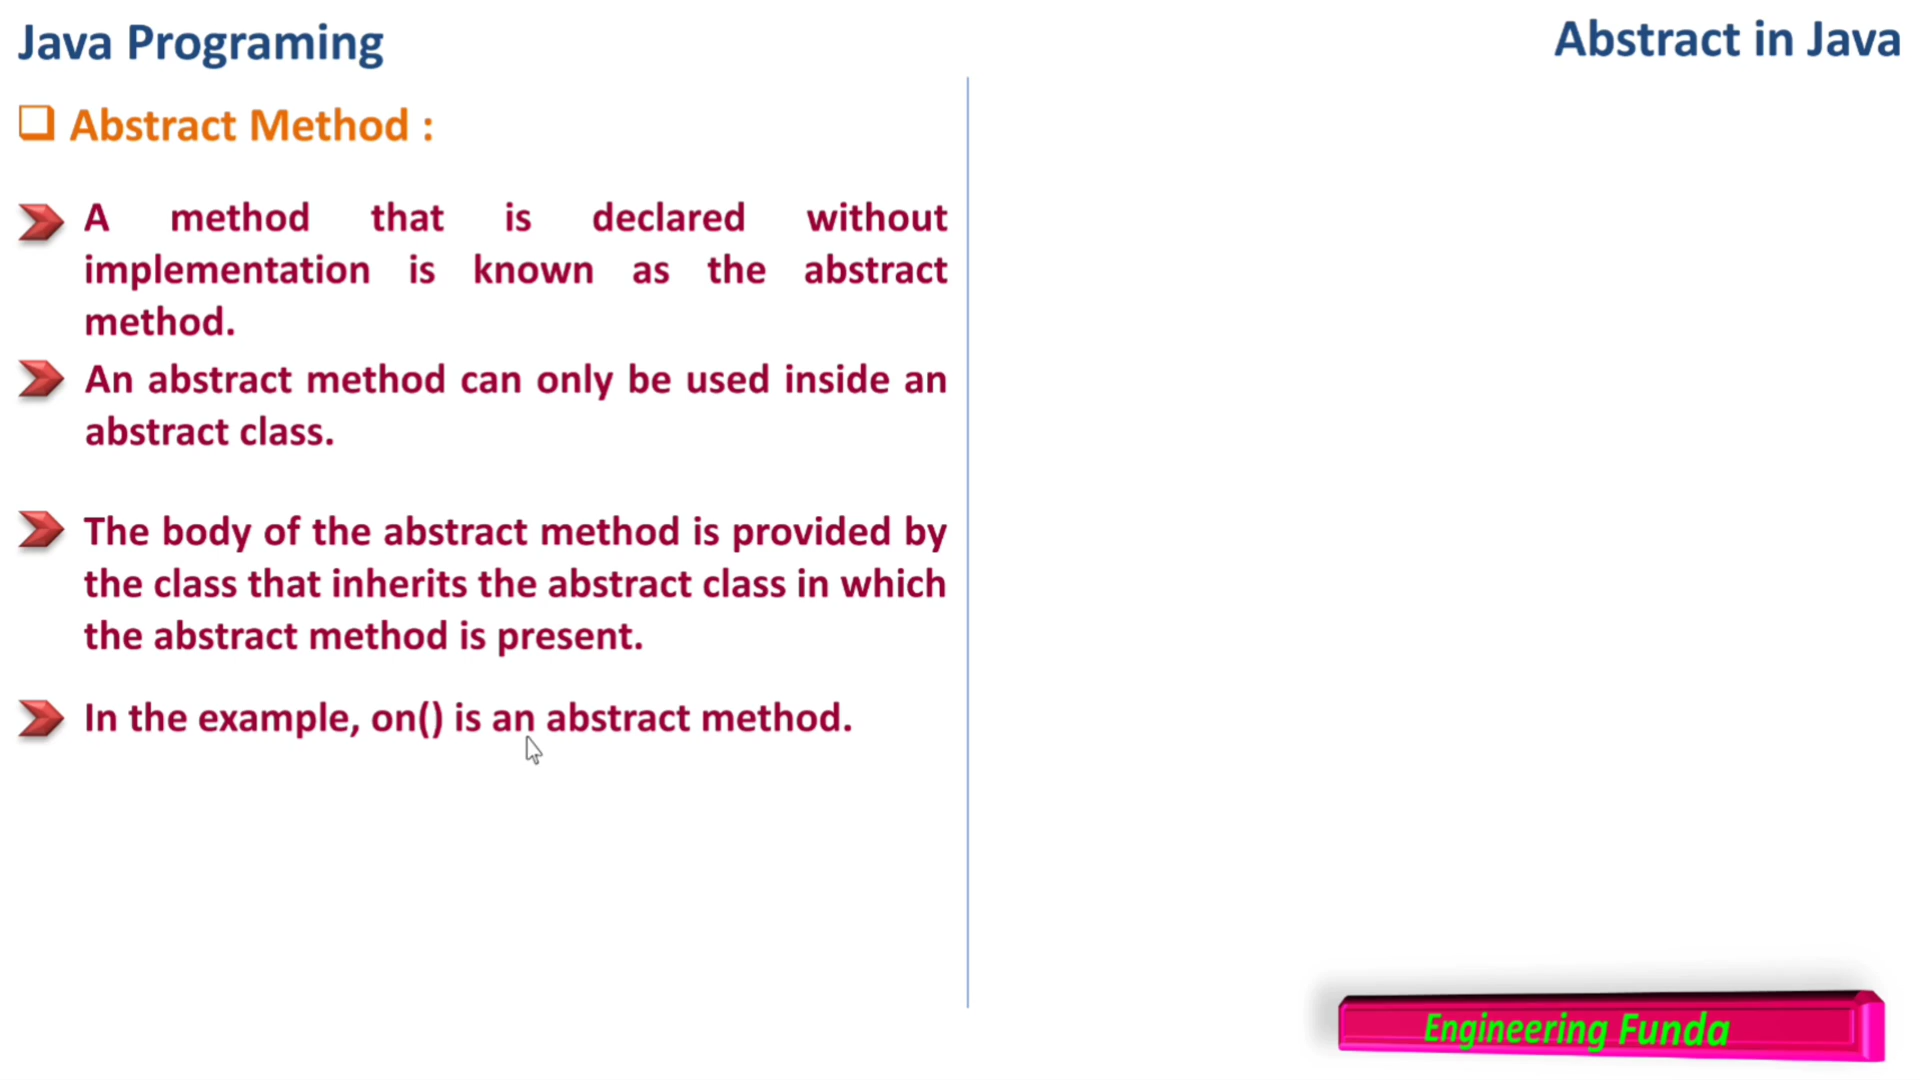 Java Programing
Abstract in Java
Abstract Method :
A method that is declared without
implementation is known as the abstract
method.
An abstract method can only be used inside an
abstract class.
The body of the abstract method is provided by
the class that inherits the abstract class in which
the abstract method is present.
In the example, on() is an abstract method.
Engineering Funda